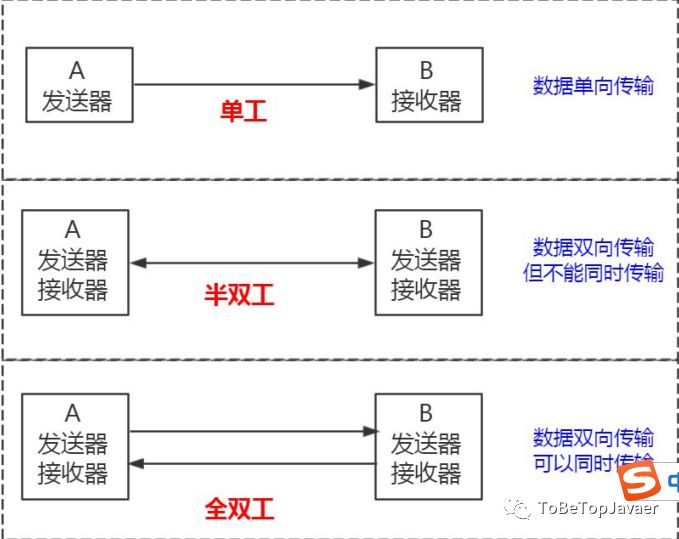 A
发送器
单工
B
接收器
数据单向传输
A
发送器
接收器
半双工
B
发送器
接收器
数据双向传输
但不能同时传输
A
发送器
接收器
全双工
B
发送器
接收器
数据双向传输
可以同时传输
S
ToBeTopJavaer